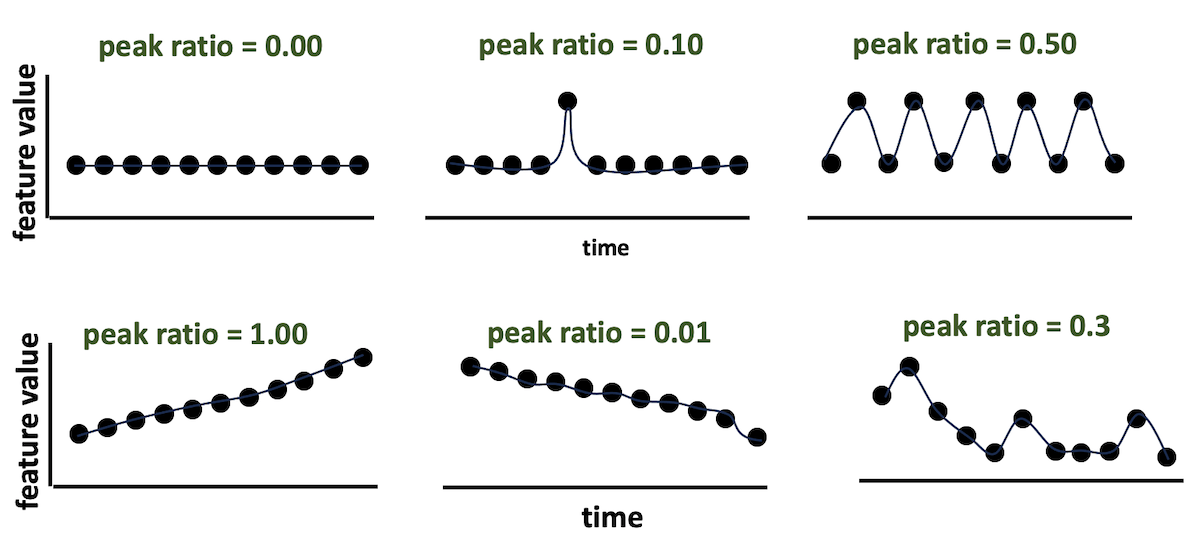 peak ratio = 0.00
peak ratio = 0.10
peak ratio = 0.50
feature value
time
peak ratio = 1.00
peak ratio = 0.01
peak ratio = 0.3
feature value
time